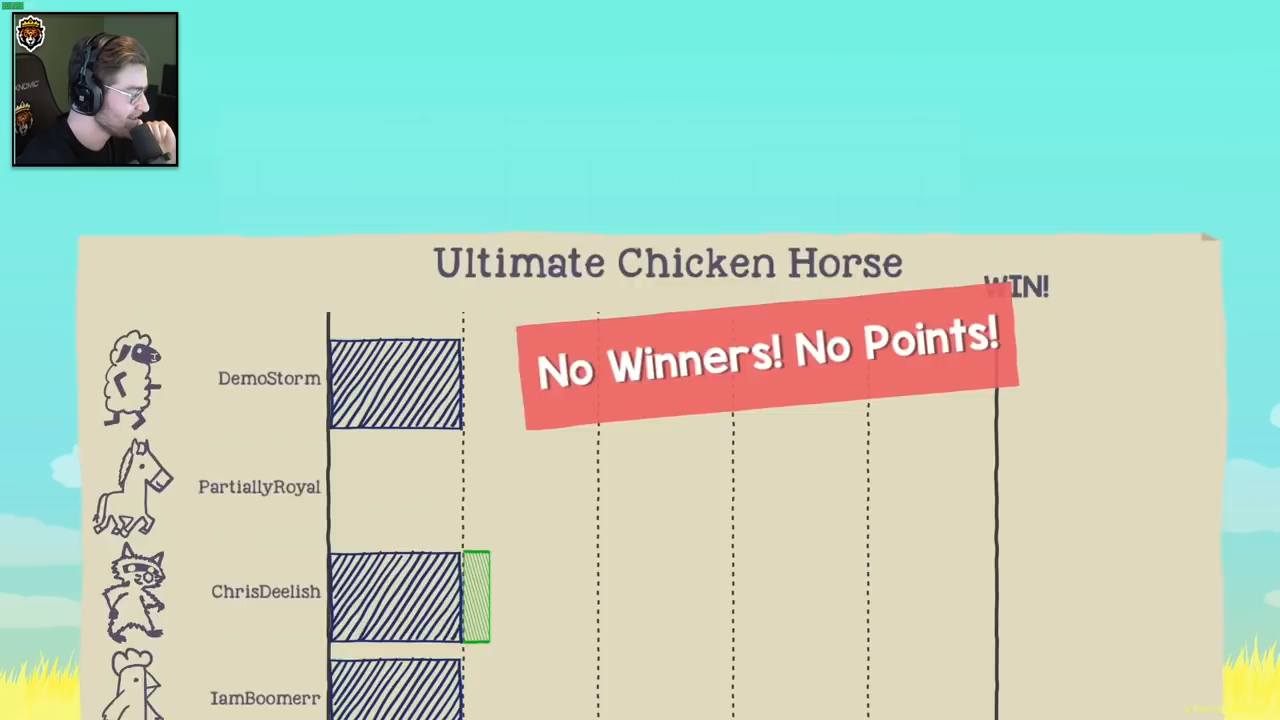 Ultimate Chicken Horse
WIN!
No Winners! No Points!
DemoStorm
PartiallyRoyal
ChrisDeelish
IamBoomerr